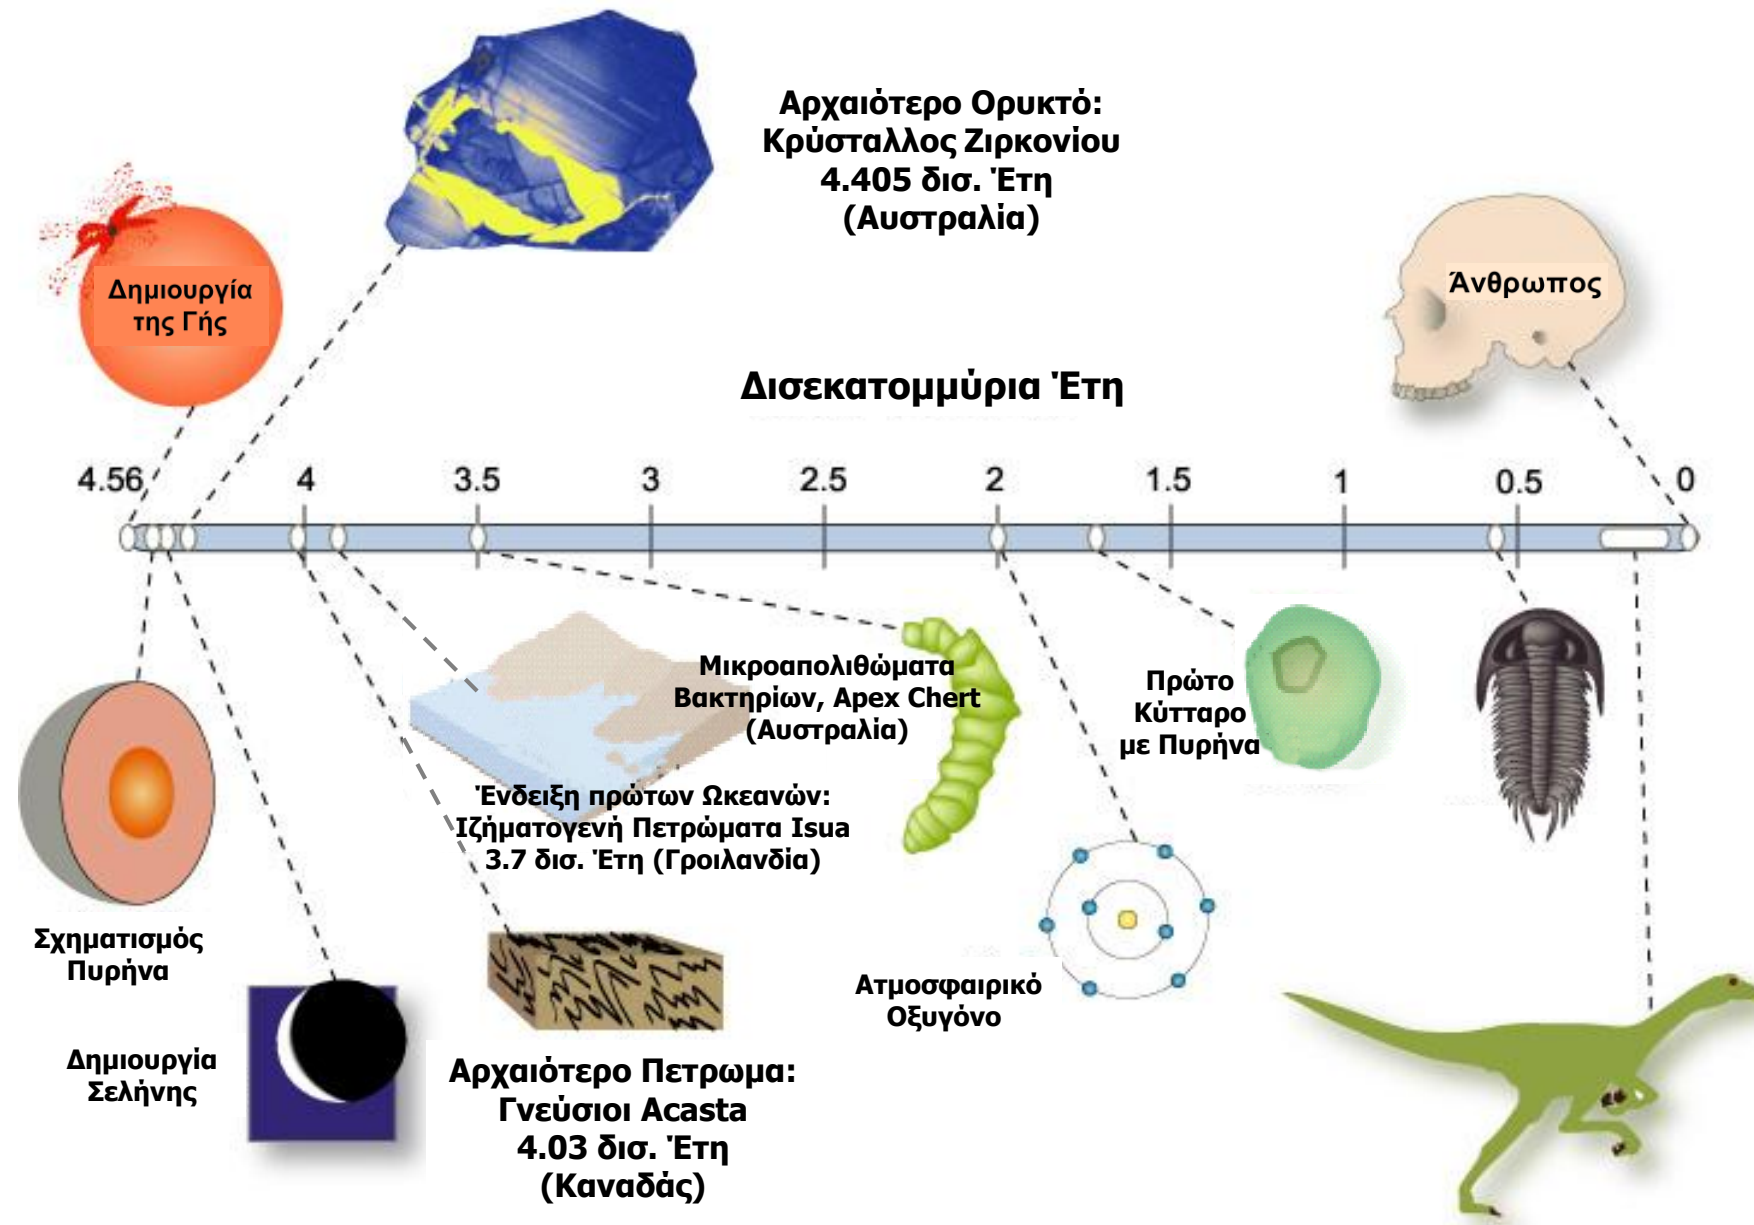 Αρχαιότερο Ορυκτό:
Κρύσταλλος Ζιρκονίου
4.405 δισ. Έτη
(Αυστραλία)
Δημιουργία
της Γής
Άνθρωπος
Δισεκατομμύρια Έτη
4.56 4 3.5 3 2.5 2 1.5 1 0.5 0
Μικροαπολιθώματα
Βακτηρίων, Apex Chert
(Αυστραλία)
Πρώτο
Κύτταρο
με Πυρήνα
Ένδειξη πρώτων Ωκεανών:
Ιζήματογενή Πετρώματα Isua
3.7 δισ. Έτη (Γροιλανδία)
Σχηματισμός
Πυρήνα
Ατμοσφαιρικό
Οξυγόνο
Δημιουργία
Σελήνης
Αρχαιότερο Πετρωμα:
Γνεύσιοι Acasta
4.03 δισ. Έτη
(Καναδάς)